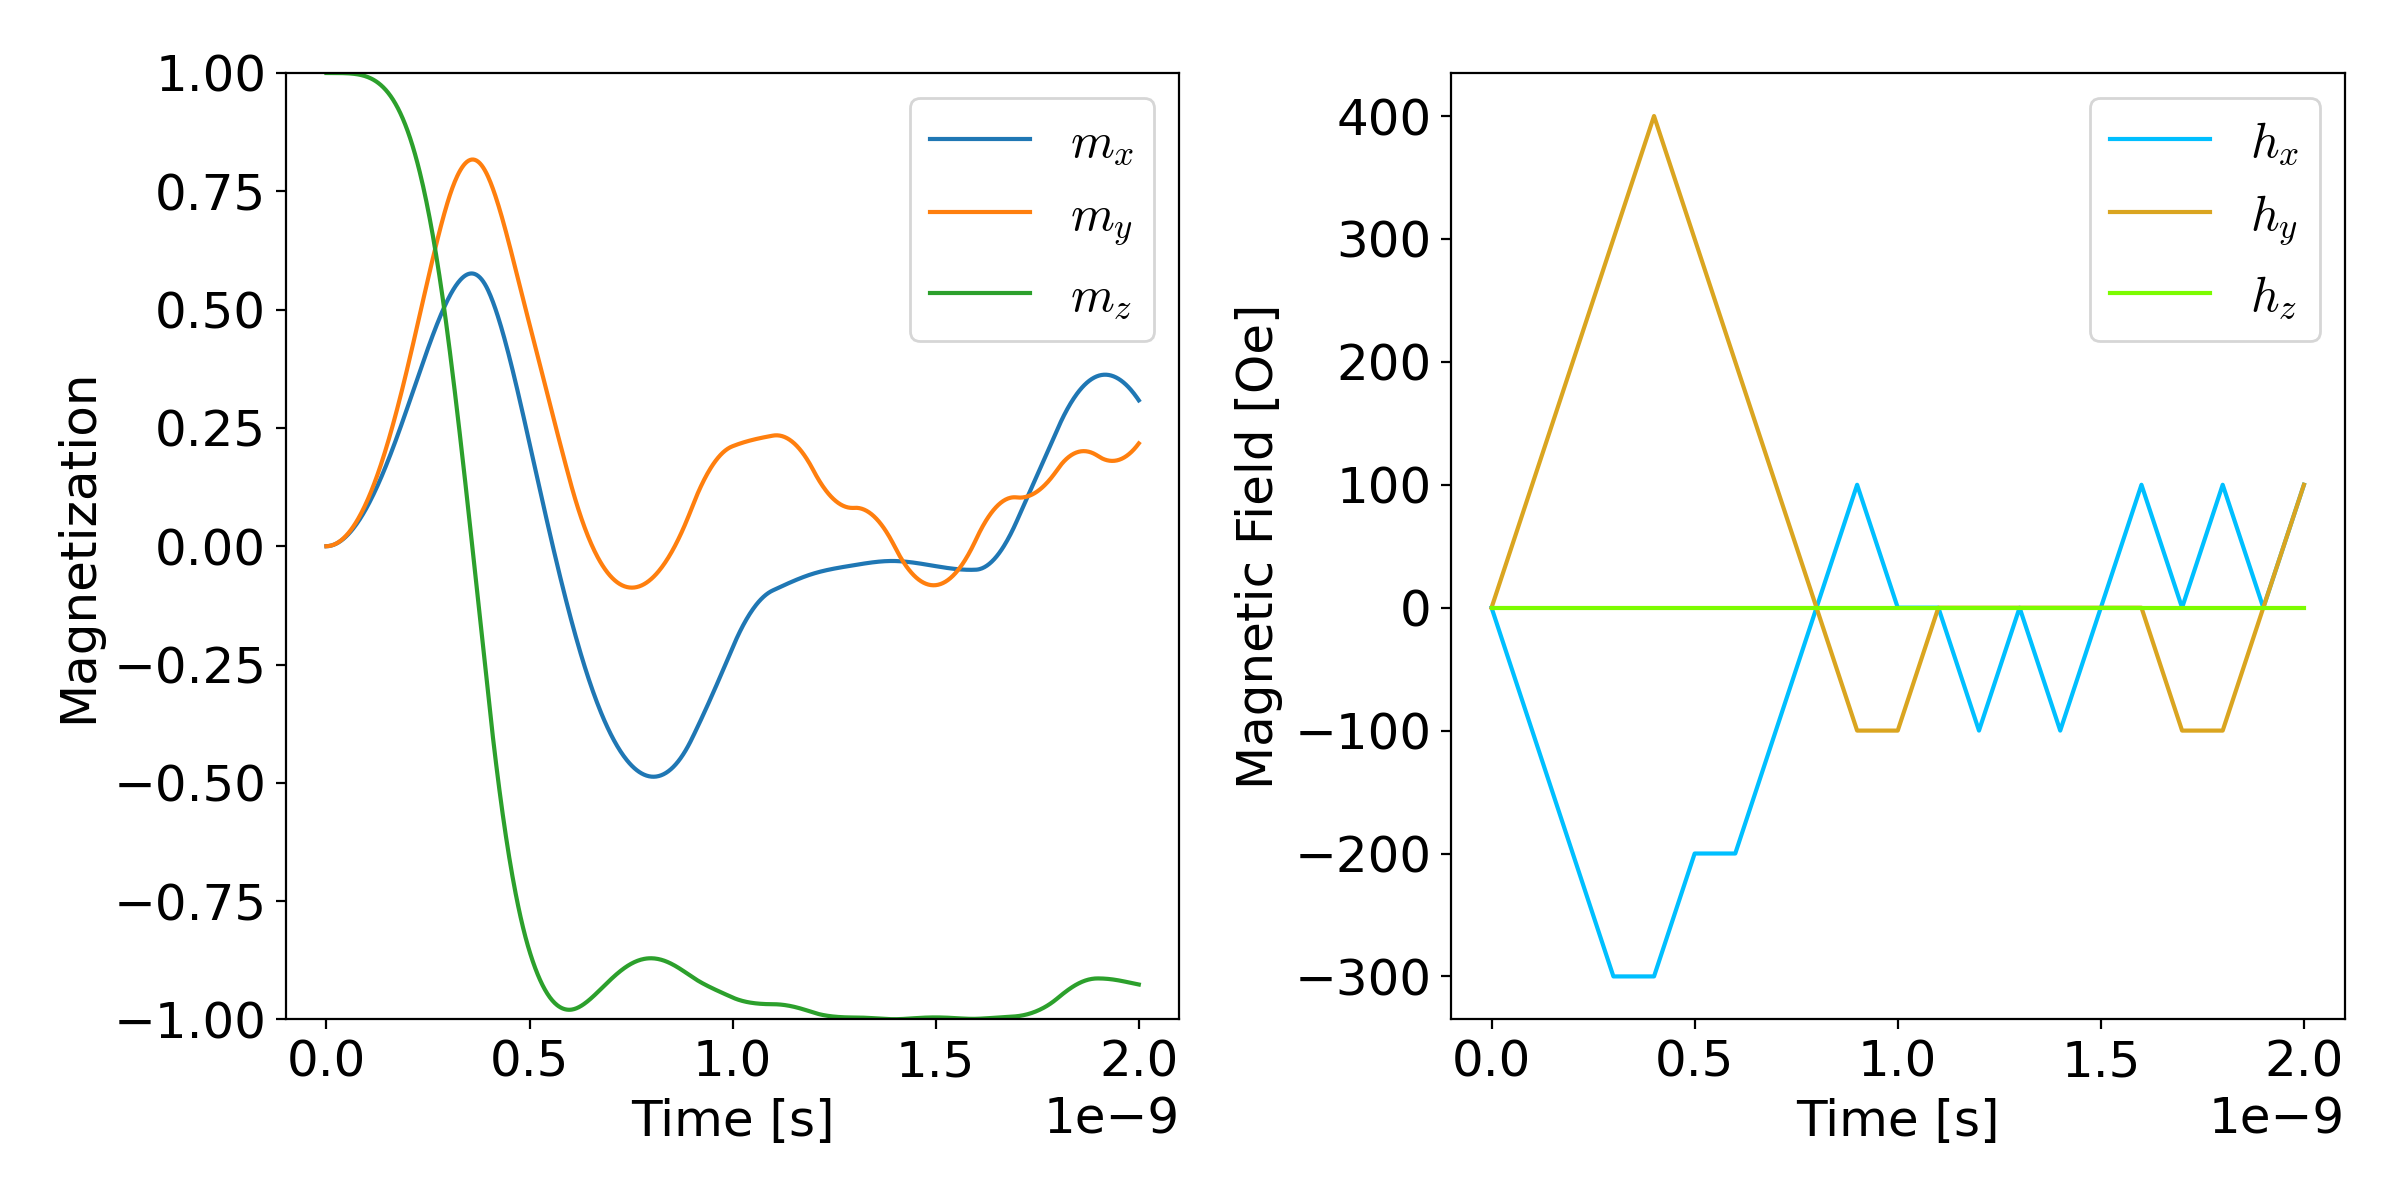 Magnetization
1.00
0.75
0.50
0.25
0.00
−0.25
−0.50
−0.75
−1.00
0.0 0.5 1.0 1.5 2.0
Time [s]
1e−9
m_x
m_y
m_z
Magnetic Field [Oe]
400
300
200
100
0
−100
−200
−300
0.0 0.5 1.0 1.5 2.0
Time [s]
1e−9
h_x
h_y
h_z